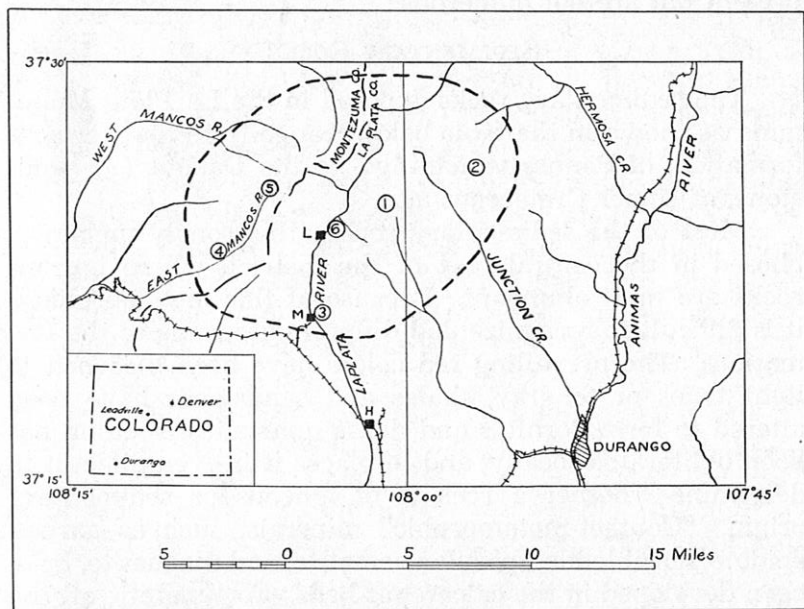 37°30'
WEST MANCOS R.
MONTEZUMA CO.
LA PLATA CO.
HERMOSA CR
RIVER
②
⑤
①
L
⑥
④
EAST MANCOS R.
RIVER
LAPLATA
M
③
JUNCTION CR.
ANIMAS
H
DURANGO
Leadville
Denver
COLORADO
Durango
37°15'
108°15'
108°00'
107°45'
5 0 5 10 15 Miles